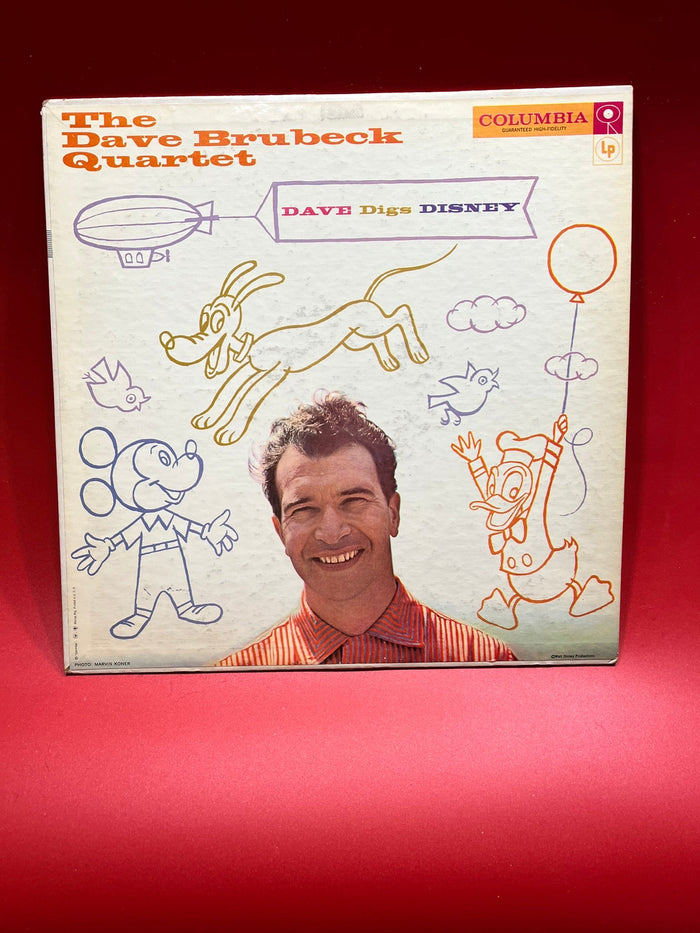 The
Dave Brubeck
Quartet
COLUMBIA
GUARANTEED HIGH-FIDELITY
Lp
DAVE Digs DISNEY
PHOTO: MARVIN KONER
©Walt Disney Productions